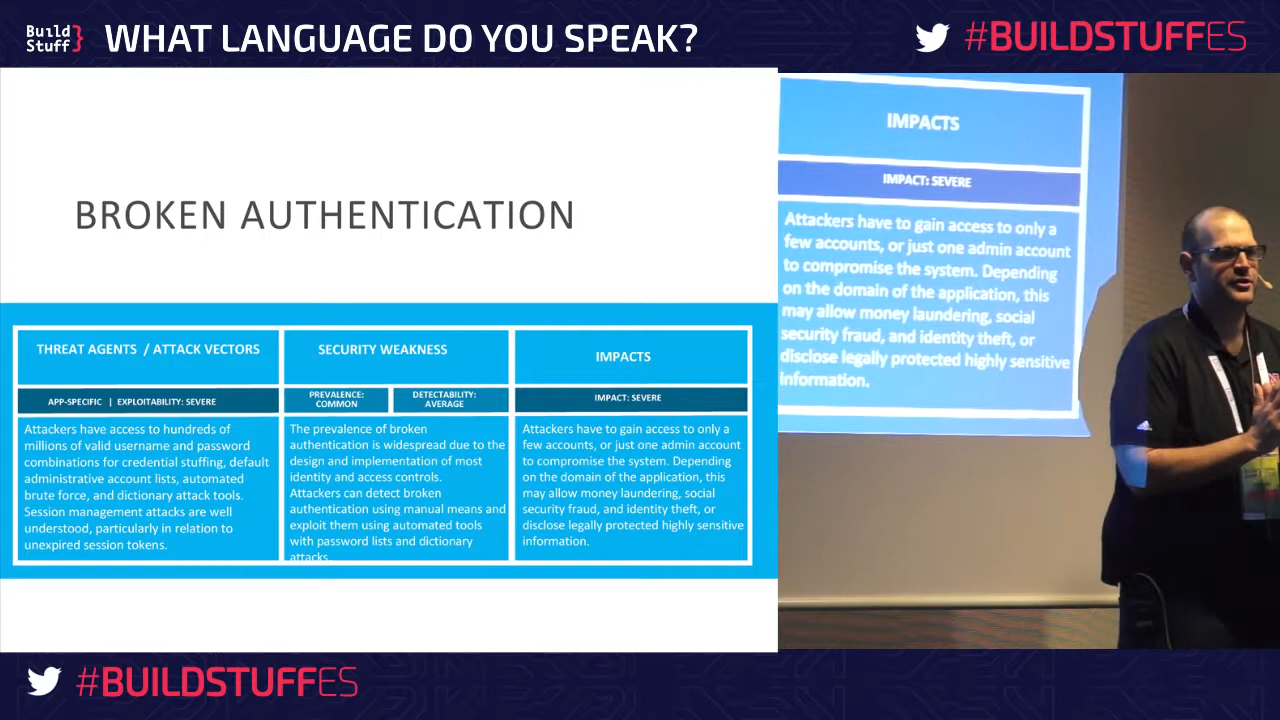 Build
Stuff}
WHAT LANGUAGE DO YOU SPEAK?
#BUILDSTUFFES
BROKEN AUTHENTICATION
THREAT AGENTS / ATTACK VECTORS
APP-SPECIFIC | EXPLOITABILITY: SEVERE
Attackers have access to hundreds of
millions of valid username and password
combinations for credential stuffing, default
administrative account lists, automated
brute force, and dictionary attack tools.
Session management attacks are well
understood, particularly in relation to
unexpired session tokens.
SECURITY WEAKNESS
PREVALENCE:
COMMON
DETECTABILITY:
AVERAGE
The prevalence of broken
authentication is widespread due to the
design and implementation of most
identity and access controls.
Attackers can detect broken
authentication using manual means and
exploit them using automated tools
with password lists and dictionary
attacks.
IMPACTS
IMPACT: SEVERE
Attackers have to gain access to only a
few accounts, or just one admin account
to compromise the system. Depending
on the domain of the application, this
may allow money laundering, social
security fraud, and identity theft, or
disclose legally protected highly sensitive
information.
IMPACTS
IMPACT: SEVERE
Attackers have to gain access to only a
few accounts, or just one admin account
to compromise the system. Depending
on the domain of the application, this
may allow money laundering, social
security fraud, and identity theft, or
disclose legally protected highly sensitive
information.
#BUILDSTUFFES